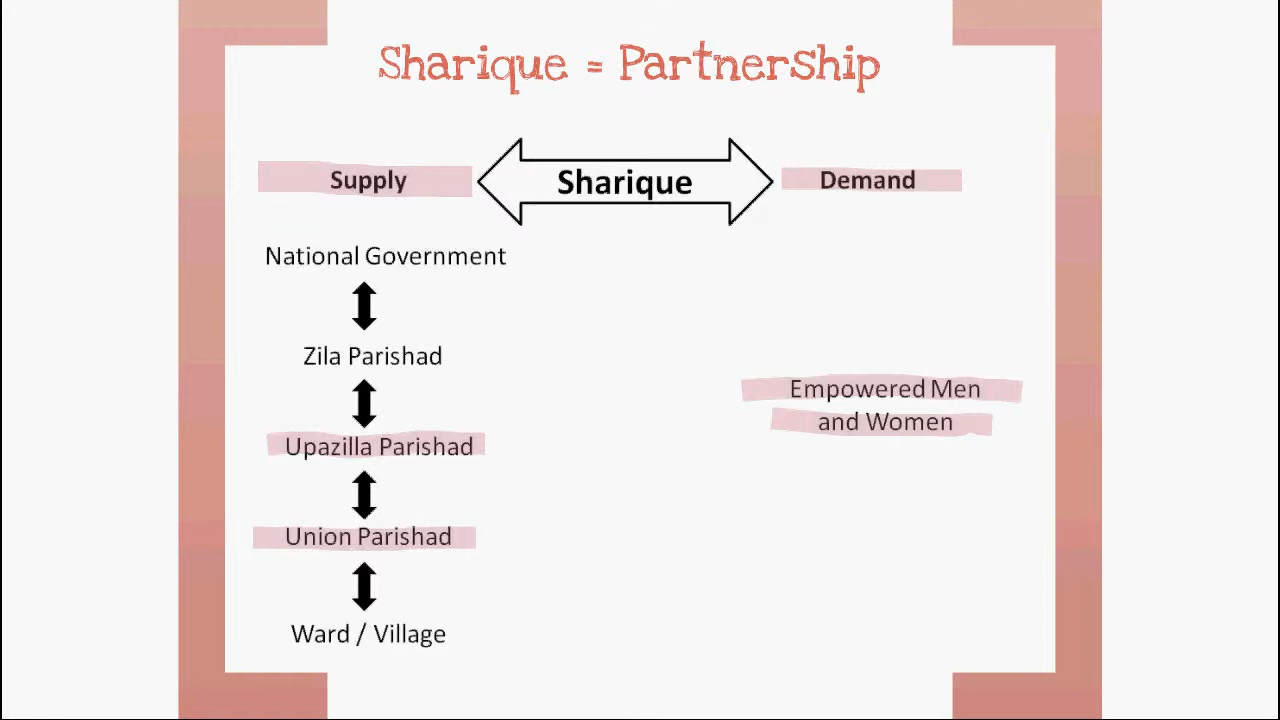 Sharique = Partnership
Supply
Sharique
Demand
National Government
Zila Parishad
Upazilla Parishad
Union Parishad
Ward / Village
Empowered Men
and Women